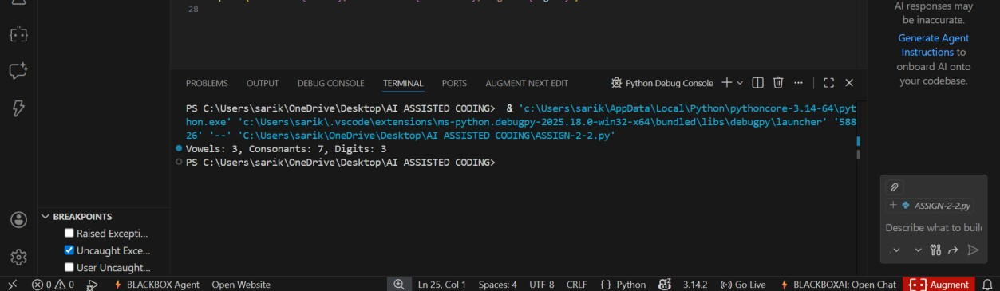 28
AI responses may
be inaccurate.
Generate Agent
Instructions to
onboard AI onto
your codebase.
PROBLEMS OUTPUT DEBUG CONSOLE TERMINAL PORTS AUGMENT NEXT EDIT Python Debug Console
PS C:\Users\sarik\OneDrive\Desktop\AI ASSISTED CODING> & 'c:\Users\sarik\AppData\Local\Python\pythoncore-3.14-64\pyt
hon.exe' 'c:\Users\sarik\.vscode\extensions\ms-python.debugpy-2025.18.0-win32-x64\bundled\libs\debugpy\launcher' '588
26' '--' 'C:\Users\sarik\OneDrive\Desktop\AI ASSISTED CODING\ASSIGN-2-2.py'
Vowels: 3, Consonants: 7, Digits: 3
PS C:\Users\sarik\OneDrive\Desktop\AI ASSISTED CODING>
BREAKPOINTS
Raised Excepti...
Uncaught Exce...
User Uncaught...
+ ASSIGN-2-2.py
Describe what to build
0 0 BLACKBOX Agent Open Website Ln 25, Col 1 Spaces: 4 UTF-8 CRLF { } Python 3.14.2 Go Live BLACKBOXAI: Open Chat Augment